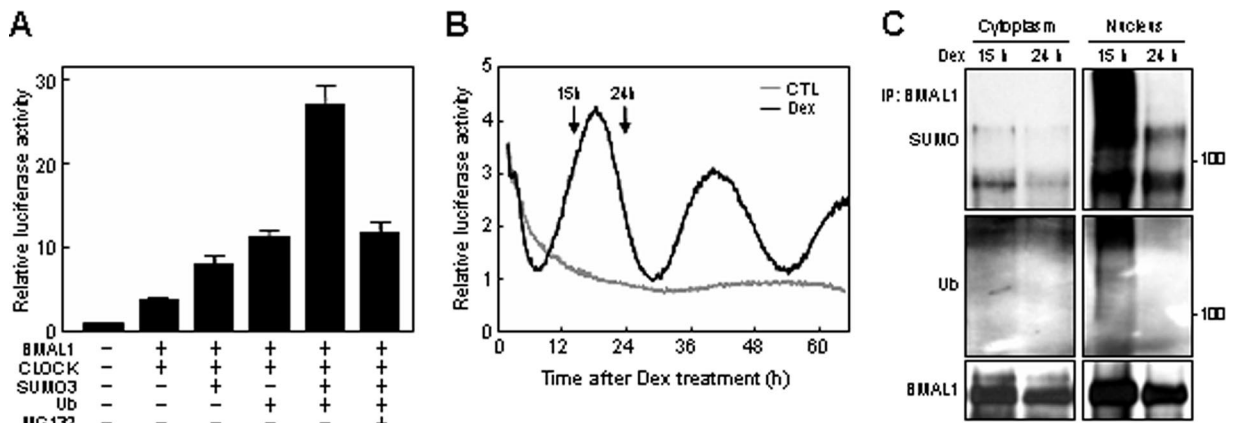 A
Relative luciferase activity
30
20
10
0
BMAL1 – + + + + +
CLOCK – + + + + +
SUMO3 – – + – + +
Ub – – – + + +
MG132 – – – – – +
B
Relative luciferase activity
5
4
3
2
1
0
15h 24h
CTL
Dex
0 12 24 36 48 60
Time after Dex treatment (h)
C
Cytoplasm Nucleus
Dex 15 h 24 h 15 h 24 h
IP: BMAL1
SUMO
100
Ub
100
BMAL1